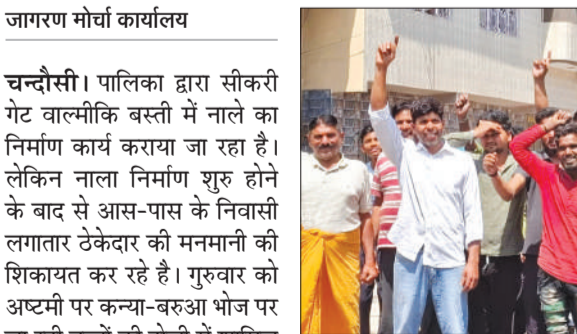 जागरण मोर्चा कार्यालय
चन्दौसी। पालिका द्वारा सीकरी
गेट वाल्मीकि बस्ती में नाले का
निर्माण कार्य कराया जा रहा है।
लेकिन नाला निर्माण शुरु होने
के बाद से आस-पास के निवासी
लगातार ठेकेदार की मनमानी की
शिकायत कर रहे है। गुरुवार को
अष्टमी पर कन्या-बरुआ भोज पर